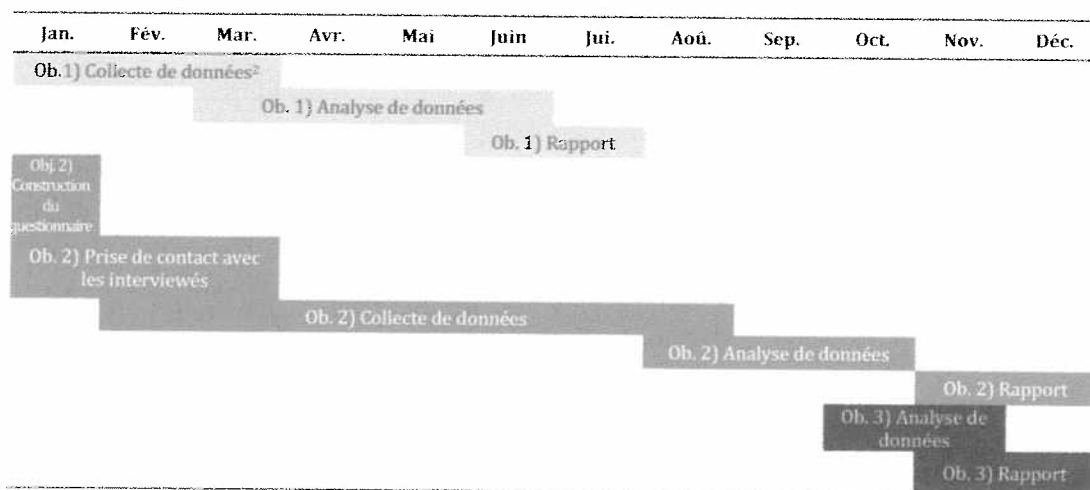 Jan. Fév. Mar. Avr. Mai Juin Jui. Aoû. Sep. Oct. Nov. Déc.
Ob. 1) Collecte de données²
Ob. 1) Analyse de données
Ob. 1) Rapport
Obj. 2)
Construction
du
questionnaire
Ob. 2) Prise de contact avec
les interviewés
Ob. 2) Collecte de données
Ob. 2) Analyse de données
Ob. 2) Rapport
Ob. 3) Analyse de
données
Ob. 3) Rapport